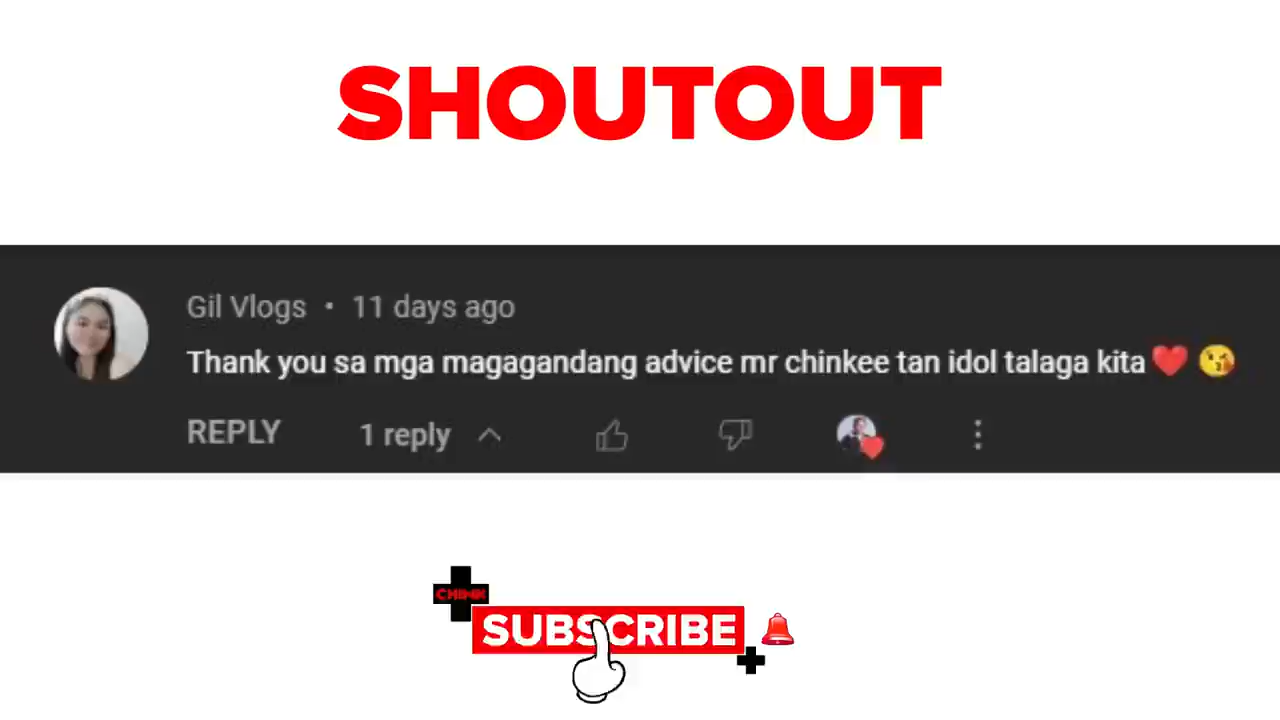 SHOUTOUT
Gil Vlogs • 11 days ago
Thank you sa mga magagandang advice mr chinkee tan idol talaga kita ❤️ 😘
REPLY 1 reply
CHINK
SUBSCRIBE